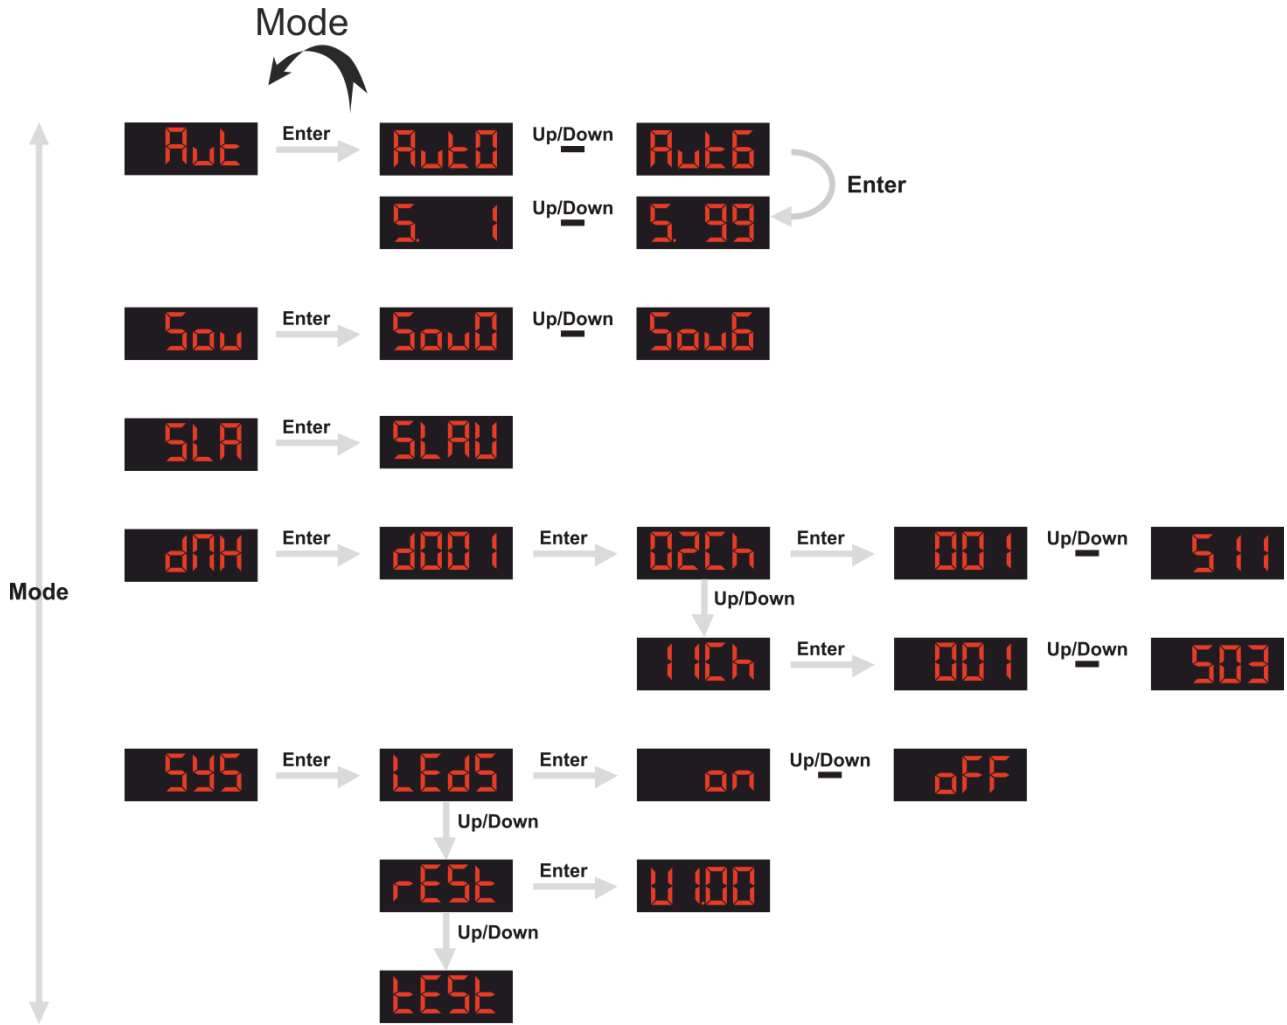 Mode
Aut Enter Aut0 Up/Down Aut6
Enter
S. 1 Up/Down S. 99
Sou Enter Sou0 Up/Down Sou6
SLA Enter SLAU
dMH Enter d001 Enter 02Ch Enter 001 Up/Down 511
Mode
Up/Down
11Ch Enter 001 Up/Down 503
SYS Enter LEdS Enter on Up/Down oFF
Up/Down
rESt Enter U1.00
Up/Down
tESt